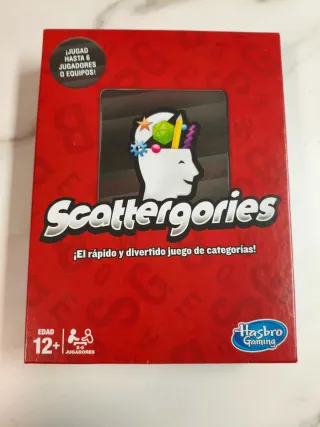 ¡JUGAD
HASTA 6
JUGADORES
O EQUIPOS!
Scattergories
¡El rápido y divertido juego de categorías!
EDAD
12+
2-6
JUGADORES
Hasbro
Gaming